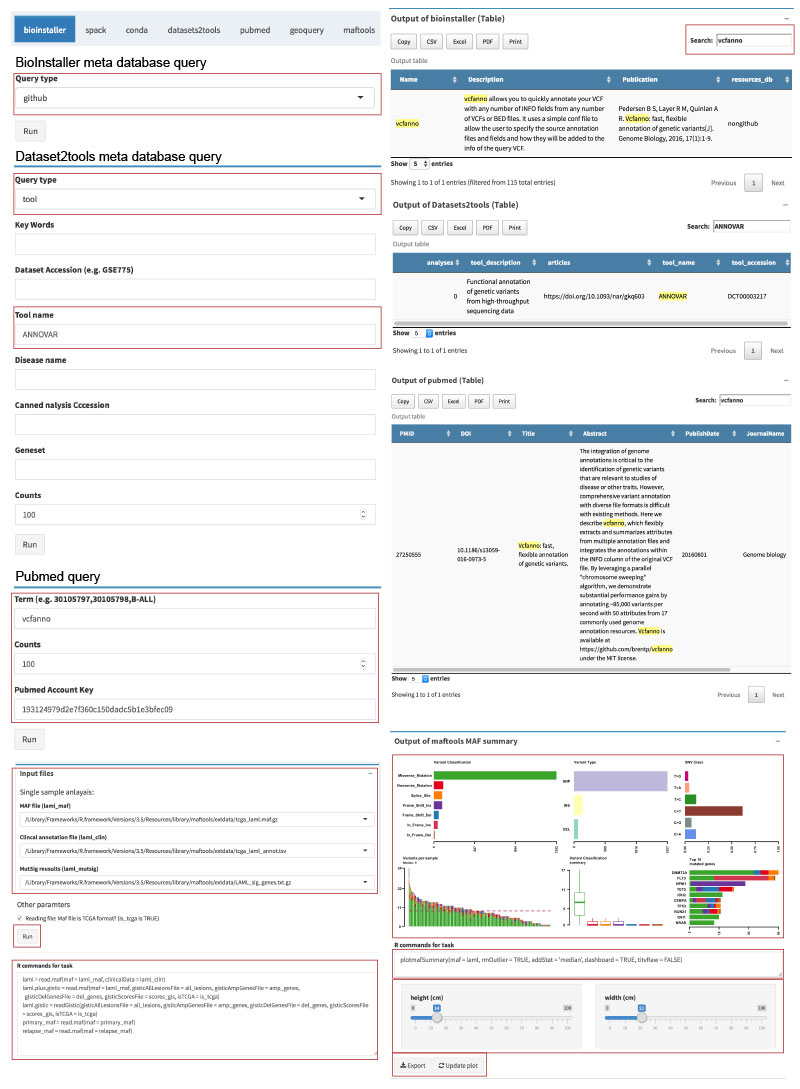 bioinstaller spack conda datasets2tools pubmed geoquery maftools
BioInstaller meta database query
Query type
github
Run
Dataset2tools meta database query
Query type
tool
Key Words
Dataset Accession (e.g. GSE775)
Tool name
ANNOVAR
Disease name
Canned nalysis Cccession
Geneset
Counts
100
Run
Pubmed query
Term (e.g. 30105797,30105798,B-ALL)
vcfanno
Counts
100
Pubmed Account Key
193124979d2e7f360c150dadc5b1e3bfec09
Run
Input files
Single sample anlayais:
MAF file (laml_maf)
/Library/Frameworks/R.framework/Versions/3.5/Resources/library/maftools/extdata/tcga_laml.maf.gz
Clincal annotation file (laml_clin)
/Library/Frameworks/R.framework/Versions/3.5/Resources/library/maftools/extdata/tcga_laml_annot.tsv
MutSig resuults (laml_mutsig)
/Library/Frameworks/R.framework/Versions/3.5/Resources/library/maftools/extdata/LAML_sig_genes.txt.gz
Other paramters
Reading file: Maf file is TCGA format? (is_tcga is TRUE)
Run
R commands for task
laml = read.maf(maf = laml_maf, clinicalData = laml_clin)
laml.plus.gistic = read.maf(maf = laml_maf, gisticAllLesionsFile = all_lesions, gisticAmpGenesFile = amp_genes,
gisticDelGenesFile = del_genes, gisticScoresFile = scores_gis, isTCGA = is_tcga)
laml.gistic = readGistic(gisticAllLesionsFile = all_lesions, gisticAmpGenesFile = amp_genes, gisticDelGenesFile = del_genes, gisticScoresFile
= scores_gis, isTCGA = is_tcga)
primary_maf = read.maf(maf = primary_maf)
relapse_maf = read.maf(maf = relapse_maf)
Output of bioinstaller (Table)
Copy CSV Excel PDF Print
Search: vcfanno
Output table
Name Description Publication resources_db
vcfanno
vcfanno allows you to quickly annotate your VCF
with any number of INFO fields from any
number of VCFs or BED files. It uses a simple conf file to
allow the user to specify the source annotation
files and fields and how they will be added to the
info of the query VCF.
Pedersen B S, Layer R M, Quinlan A
R. Vcfanno: fast, flexible
annotation of genetic variants[J].
Genome Biology, 2016, 17(1):1-9.
nongithub
Show 5 entries
Showing 1 to 1 of 1 entries (filtered from 115 total entries)
Previous 1 Next
Output of Datasets2tools (Table)
Copy CSV Excel PDF Print
Search: ANNOVAR
Output table
analyses tool_description articles tool_name tool_accession
0
Functional annotation
of genetic variants
from high-throughput
sequencing data
https://doi.org/10.1093/nar/gkq603
ANNOVAR
DCT00003217
Show 5 entries
Showing 1 to 1 of 1 entries
Previous 1 Next
Output of pubmed (Table)
Copy CSV Excel PDF Print
Search: vcfanno
Output table
PMID DOI Title Abstract PublishDate JournalName
27250555
10.1186/s13059-
016-0973-5
Vcfanno: fast,
flexible annotation
of genetic variants.
The integration of genome
annotations is critical to the
identification of genetic variants
that are relevant to studies of
disease or other traits. However,
comprehensive variant annotation
with diverse file formats is difficult
with existing methods. Here we
describe vcfanno, which flexibly
extracts and summarizes attributes
from multiple annotation files and
integrates the annotations within
the INFO column of the original VCF
file. By leveraging a parallel
"chromosome sweeping"
algorithm, we demonstrate
substantial performance gains by
annotating ~85,000 variants per
second with 50 attributes from 17
commonly used genome
annotation resources. Vcfanno is
available at
https://github.com/brentp/vcfanno
under the MIT license.
20160601
Genome biology
Show 5 entries
Showing 1 to 1 of 1 entries
Previous 1 Next
Output of maftools MAF summary
Variant Classification
Missense_Mutation
Nonsense_Mutation
Splice_Site
Frame_Shift_Ins
Frame_Shift_Del
In_Frame_Ins
In_Frame_Del
Variant Type
SNP
INS
DEL
SNV Class
T>G
T>A
T>C
C>T
C>G
C>A
Variants per sample
Variant Classification
summary
Top 10
mutated genes
DNMT3A
FLT3
NPM1
TET2
IDH2
CEBPA
TP53
RUNX1
IDH1
NRAS
R commands for task
plotmafSummary(maf = laml, rmOutlier = TRUE, addStat = 'median', dashboard = TRUE, titvRaw = FALSE)
height (cm)
0 14 100
0 10 20 30 40 50 60 70 80 90 100
width (cm)
0 100
0 10 20 30 40 50 60 70 80 90 100
Export Update plot